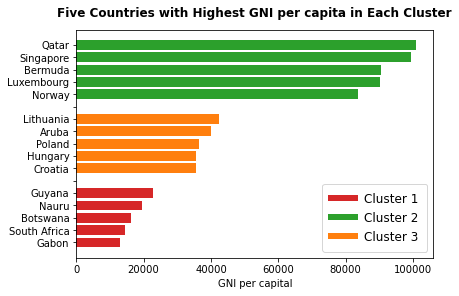 Five Countries with Highest GNI per capita in Each Cluster
Qatar
Singapore
Bermuda
Luxembourg
Norway
Lithuania
Aruba
Poland
Hungary
Croatia
Guyana
Nauru
Botswana
South Africa
Gabon
Cluster 1
Cluster 2
Cluster 3
0 20000 40000 60000 80000 100000
GNI per capital